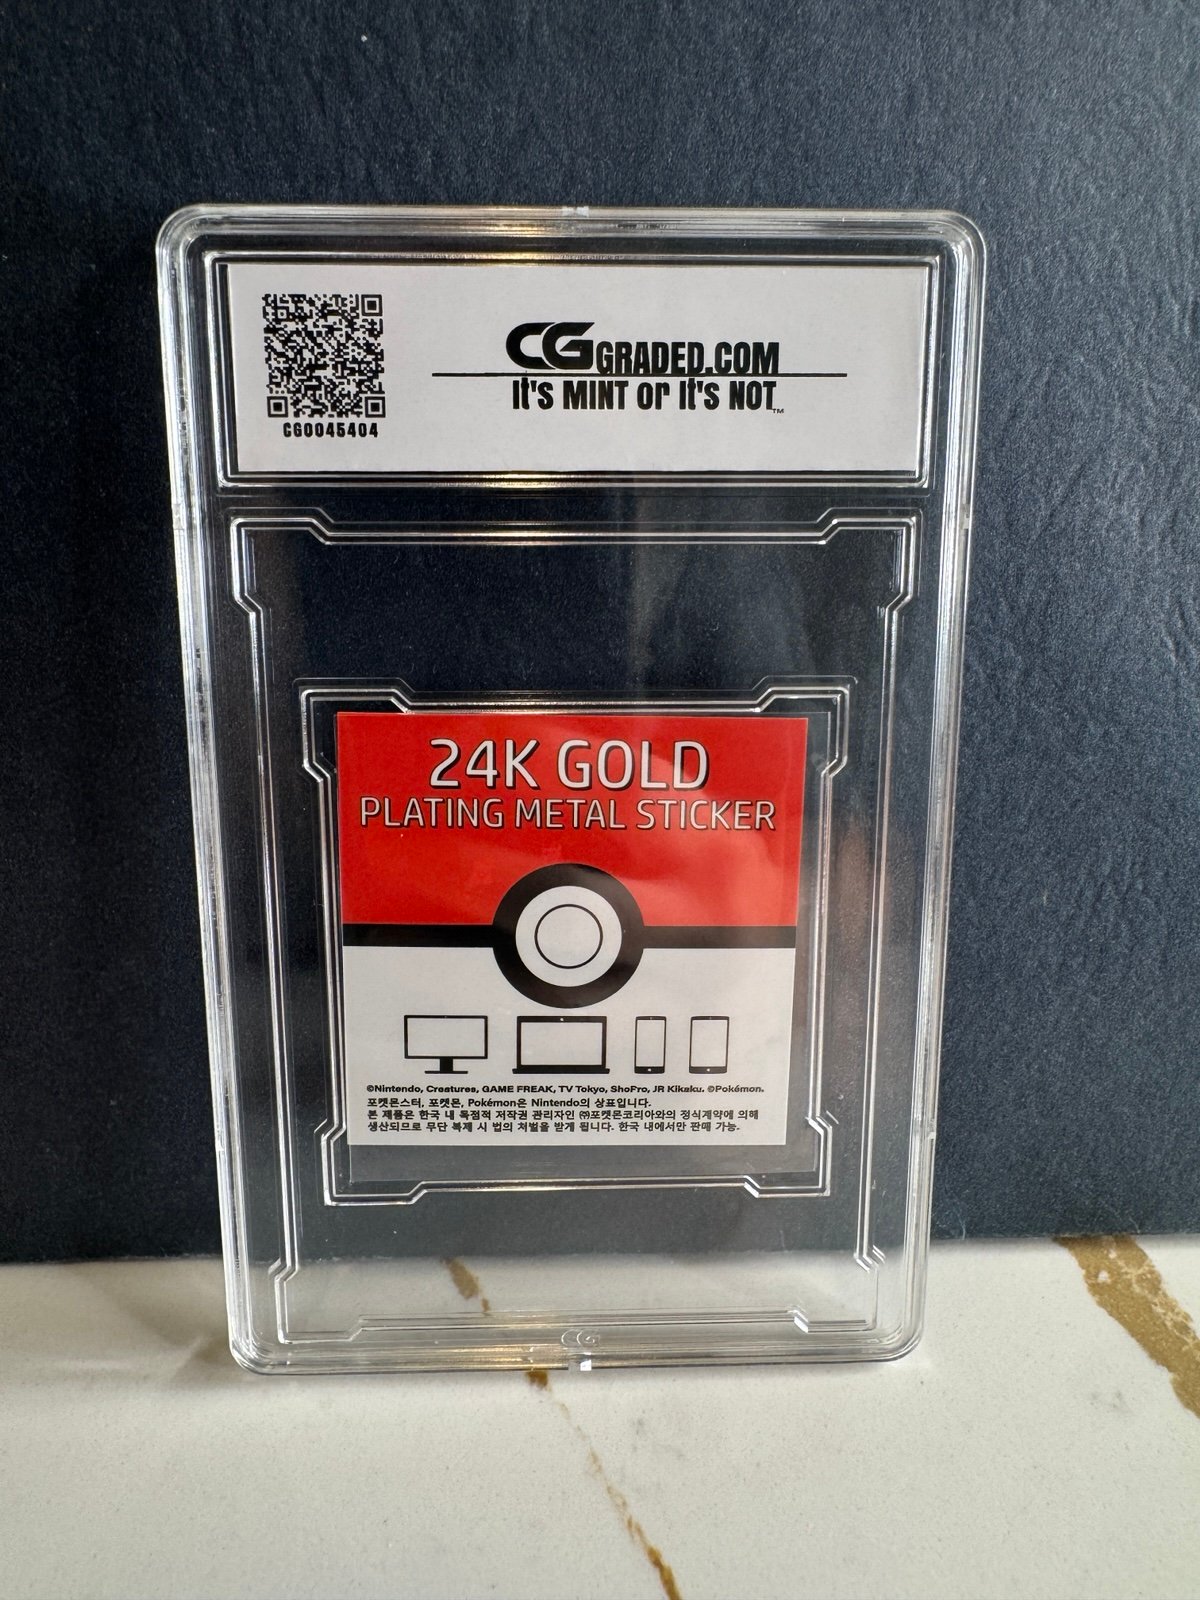 CGGRADED.COM
It's MINT or It's NOT™
CG0045404
24K GOLD
PLATING METAL STICKER
©Nintendo, Creatures, GAME FREAK, TV Tokyo, ShoPro, JR Kikaku. ©Pokémon.
포켓몬스터, 포켓몬, Pokémon은 Nintendo의 상표입니다.
본 제품은 한국 내 독점적 저작권 관리자인 ㈜포켓몬코리아와의 정식계약에 의해
생산되므로 무단 복제 시 법의 처벌을 받게 됩니다. 한국 내에서만 판매 가능.
CG